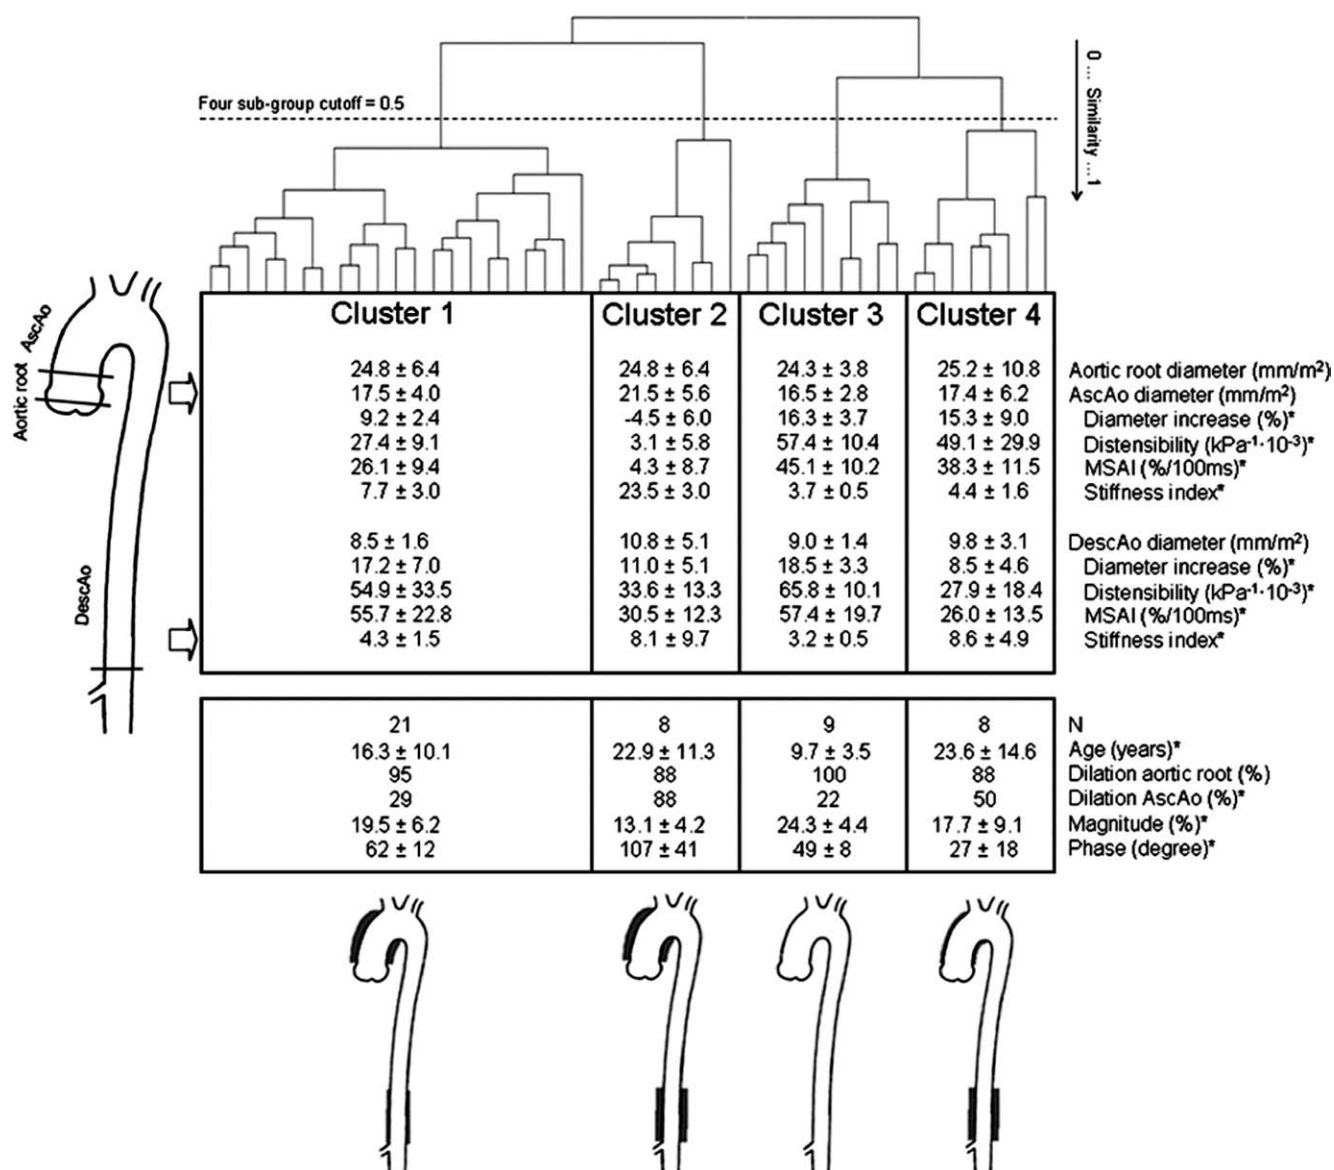 Four sub-group cutoff = 0.5
0 ... Similarity ... 1
Cluster 1 Cluster 2 Cluster 3 Cluster 4
AscAo
Aortic root
DescAo
24.8 ± 6.4 24.8 ± 6.4 24.3 ± 3.8 25.2 ± 10.8 Aortic root diameter (mm/m²)
17.5 ± 4.0 21.5 ± 5.6 16.5 ± 2.8 17.4 ± 6.2 AscAo diameter (mm/m²)
9.2 ± 2.4 -4.5 ± 6.0 16.3 ± 3.7 15.3 ± 9.0 Diameter increase (%)*
27.4 ± 9.1 3.1 ± 5.8 57.4 ± 10.4 49.1 ± 29.9 Distensibility (kPa⁻¹·10⁻³)*
26.1 ± 9.4 4.3 ± 8.7 45.1 ± 10.2 38.3 ± 11.5 MSAI (%/100ms)*
7.7 ± 3.0 23.5 ± 3.0 3.7 ± 0.5 4.4 ± 1.6 Stiffness index*
8.5 ± 1.6 10.8 ± 5.1 9.0 ± 1.4 9.8 ± 3.1 DescAo diameter (mm/m²)
17.2 ± 7.0 11.0 ± 5.1 18.5 ± 3.3 8.5 ± 4.6 Diameter increase (%)*
54.9 ± 33.5 33.6 ± 13.3 65.8 ± 10.1 27.9 ± 18.4 Distensibility (kPa⁻¹·10⁻³)*
55.7 ± 22.8 30.5 ± 12.3 57.4 ± 19.7 26.0 ± 13.5 MSAI (%/100ms)*
4.3 ± 1.5 8.1 ± 9.7 3.2 ± 0.5 8.6 ± 4.9 Stiffness index*
21 8 9 8 N
16.3 ± 10.1 22.9 ± 11.3 9.7 ± 3.5 23.6 ± 14.6 Age (years)*
95 88 100 88 Dilation aortic root (%)
29 88 22 50 Dilation AscAo (%)*
19.5 ± 6.2 13.1 ± 4.2 24.3 ± 4.4 17.7 ± 9.1 Magnitude (%)*
62 ± 12 107 ± 41 49 ± 8 27 ± 18 Phase (degree)*